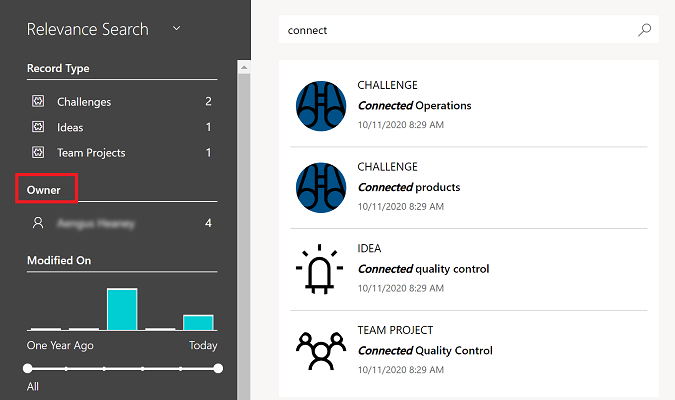 Relevance Search
connect
Record Type
Challenges 2
Ideas 1
Team Projects 1
Owner
4
Modified On
One Year Ago Today
All
CHALLENGE
Connected Operations
10/11/2020 8:29 AM
CHALLENGE
Connected products
10/11/2020 8:29 AM
IDEA
Connected quality control
10/11/2020 8:29 AM
TEAM PROJECT
Connected Quality Control
10/11/2020 8:29 AM